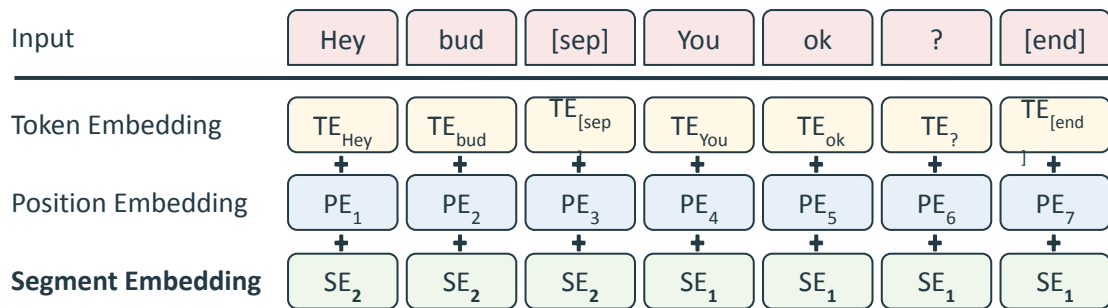 Input Hey bud [sep] You ok ? [end]
Token Embedding TE_Hey TE_bud TE_[sep] TE_You TE_ok TE_? TE_[end]
+ + + + + + +
Position Embedding PE_1 PE_2 PE_3 PE_4 PE_5 PE_6 PE_7
+ + + + + + +
Segment Embedding SE_2 SE_2 SE_2 SE_1 SE_1 SE_1 SE_1